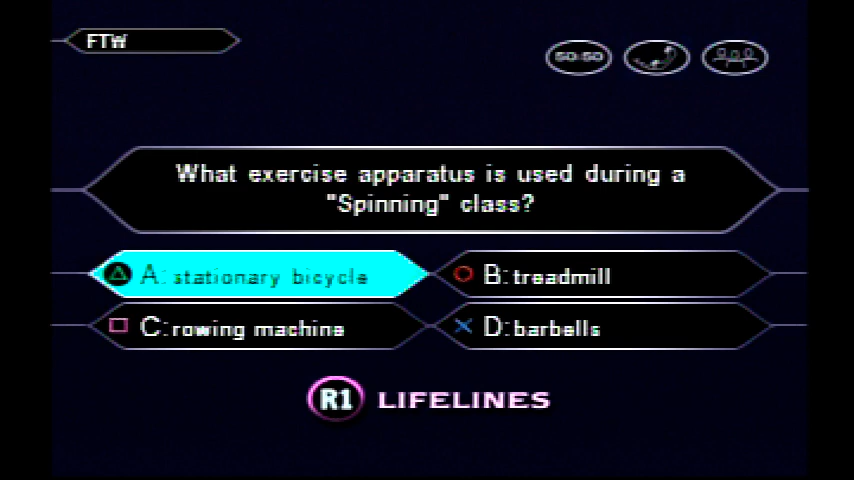 FTW
50:50
What exercise apparatus is used during a
"Spinning" class?
A: stationary bicycle
B: treadmill
C: rowing machine
D: barbells
R1 LIFELINES